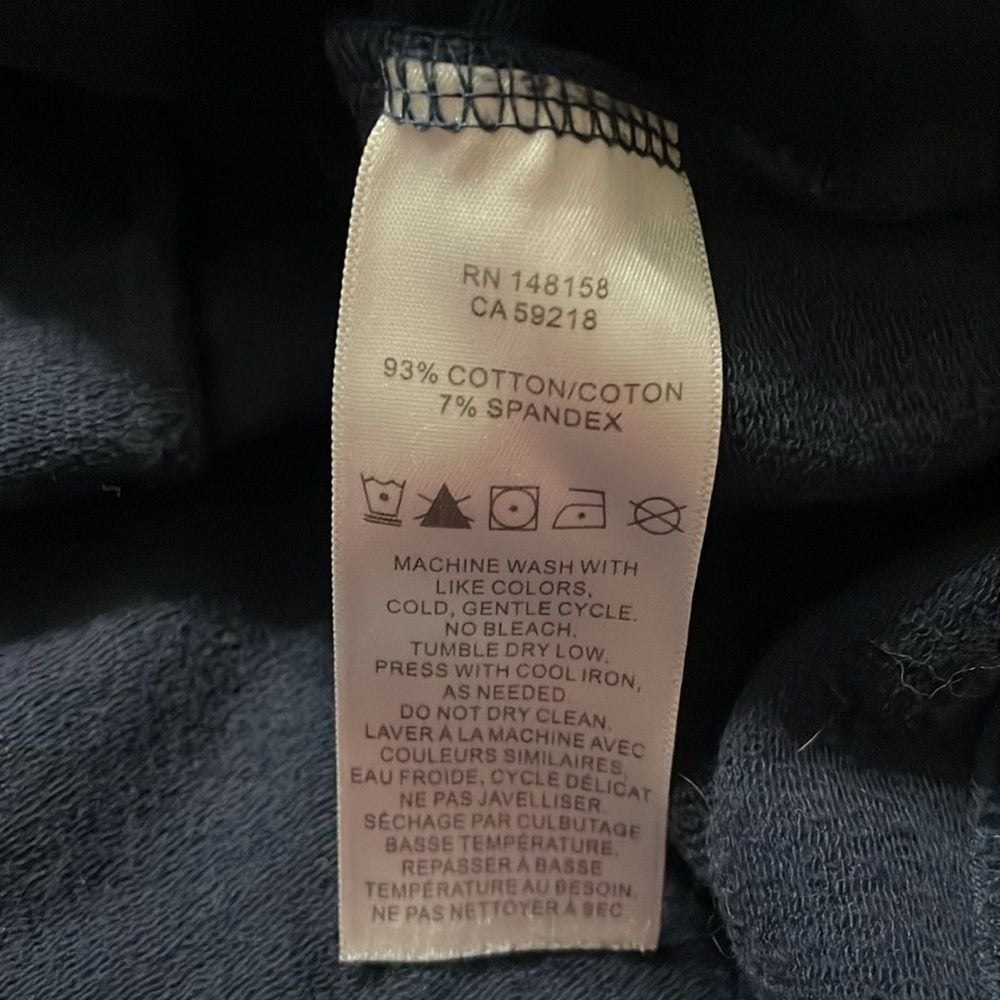 RN 148158
CA 59218
93% COTTON/COTON
7% SPANDEX
MACHINE WASH WITH
LIKE COLORS,
COLD, GENTLE CYCLE.
NO BLEACH.
TUMBLE DRY LOW.
PRESS WITH COOL IRON,
AS NEEDED.
DO NOT DRY CLEAN.
LAVER À LA MACHINE AVEC
COULEURS SIMILAIRES,
EAU FROIDE, CYCLE DÉLICAT
NE PAS JAVELLISER.
SÉCHAGE PAR CULBUTAGE
BASSE TEMPÉRATURE.
REPASSER À BASSE
TEMPÉRATURE AU BESOIN.
NE PAS NETTOYER À SEC.